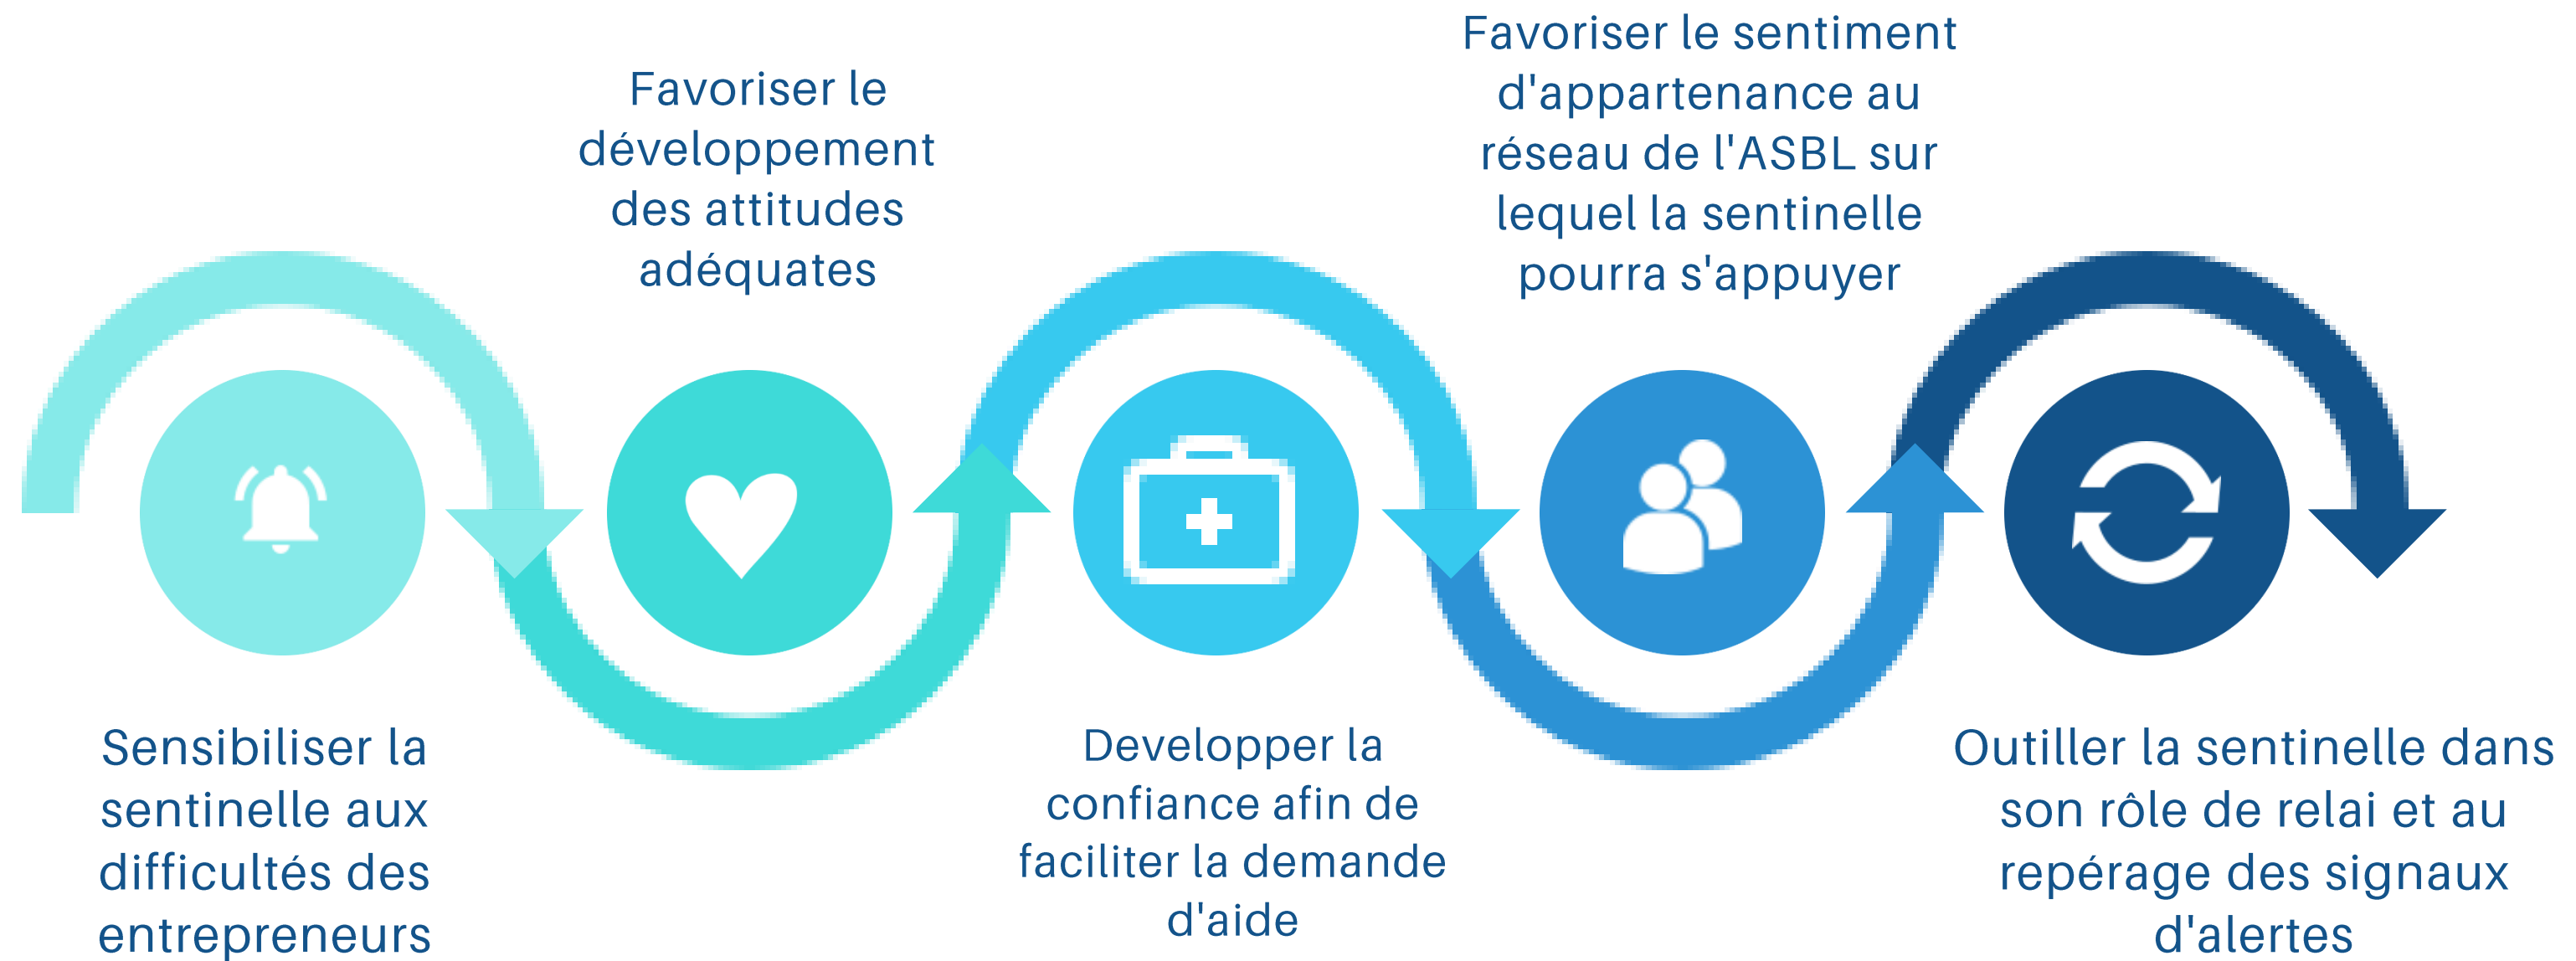 Sensibiliser la
sentinelle aux
difficultés des
entrepreneurs
Favoriser le
développement
des attitudes
adéquates
Developper la
confiance afin de
faciliter la demande
d'aide
Favoriser le sentiment
d'appartenance au
réseau de l'ASBL sur
lequel la sentinelle
pourra s'appuyer
Outiller la sentinelle dans
son rôle de relai et au
repérage des signaux
d'alertes